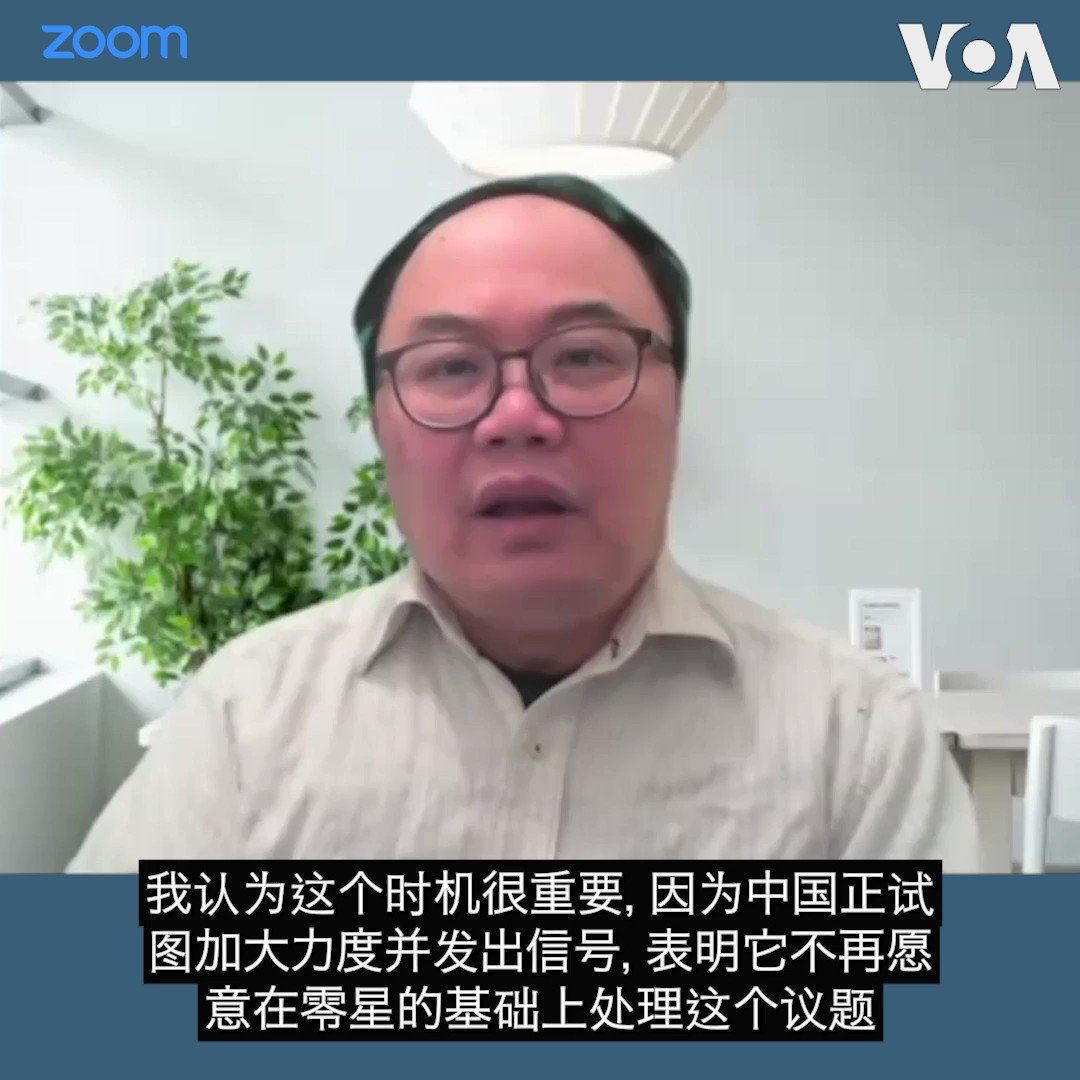 zoom
VOA
我认为这个时机很重要, 因为中国正试
图加大力度并发出信号, 表明它不再愿
意在零星的基础上处理这个议题